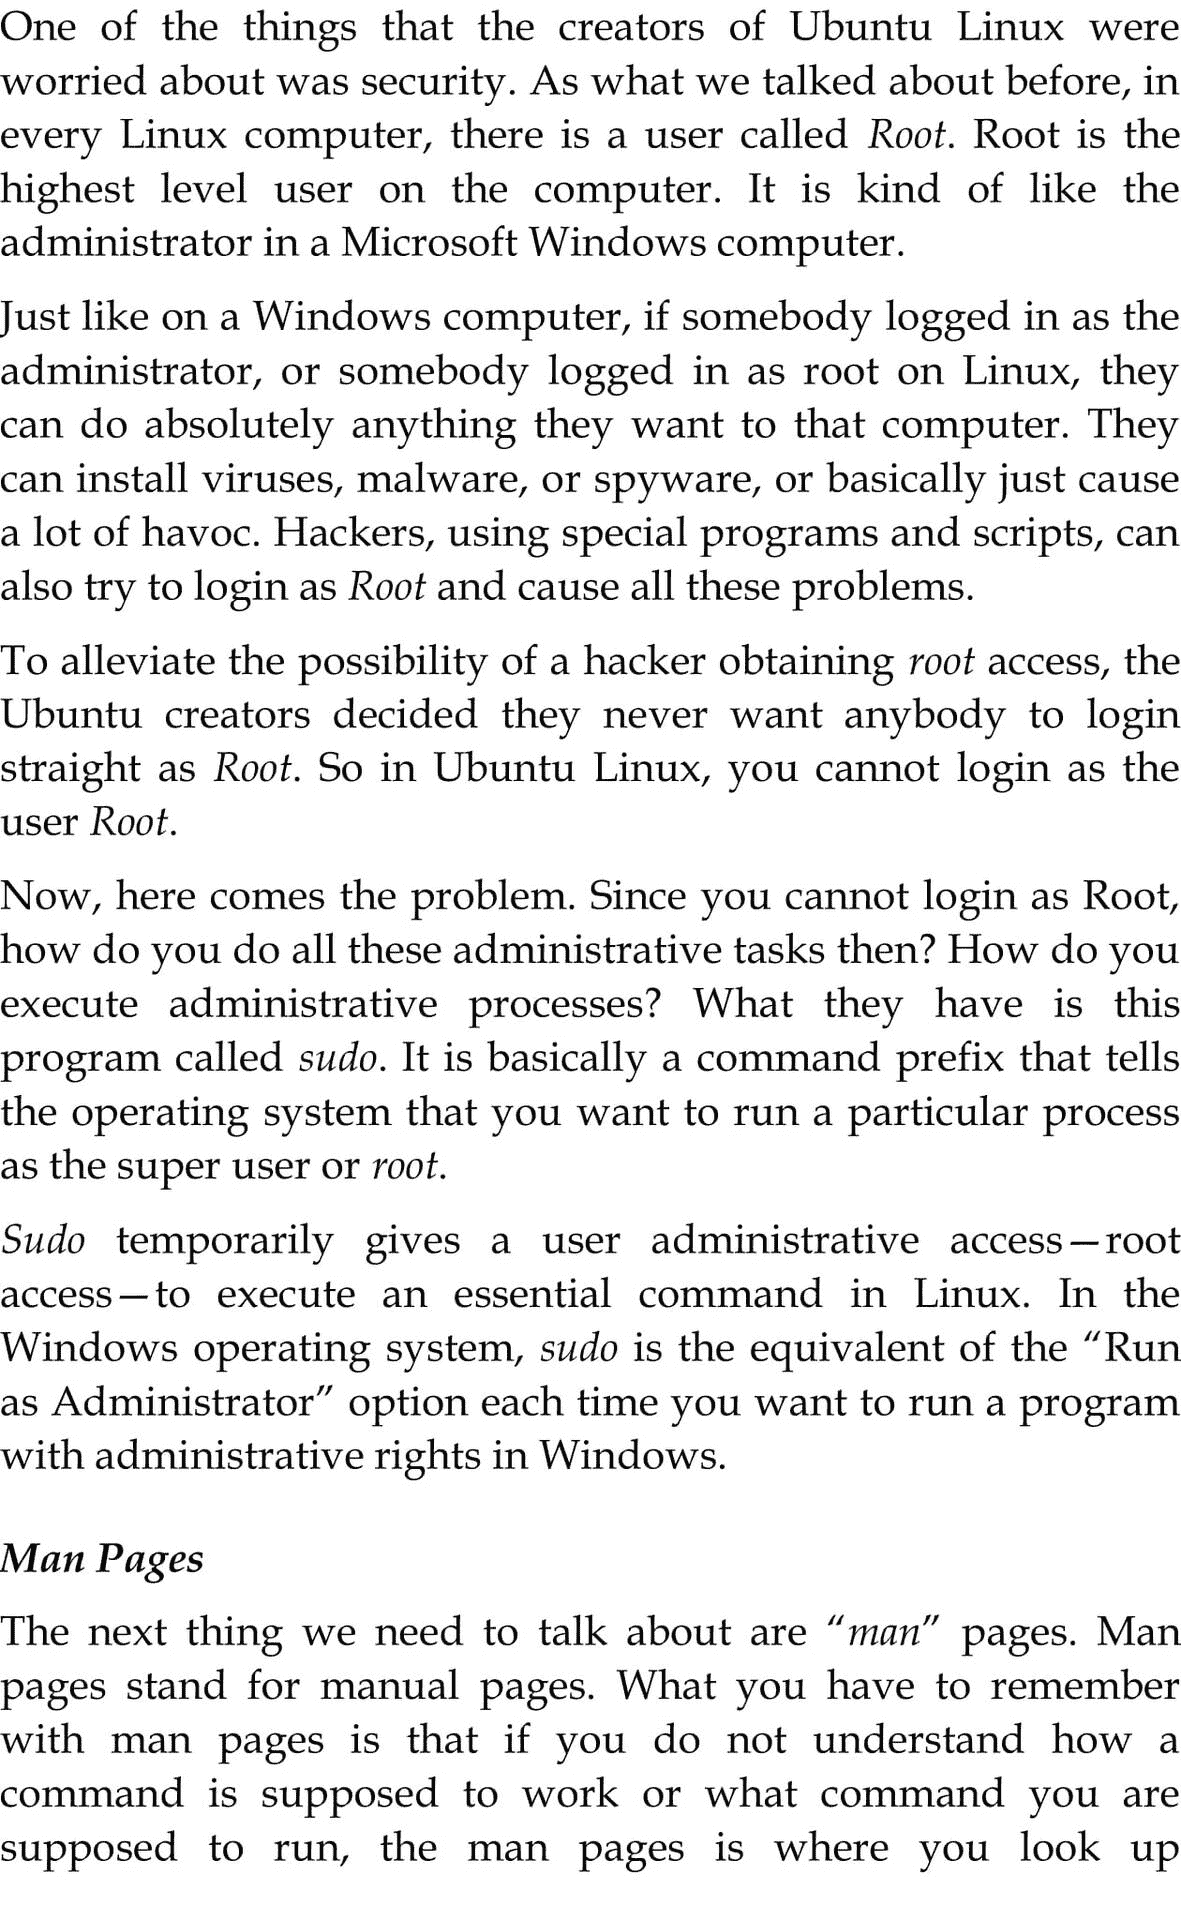 One of the things that the creators of Ubuntu Linux were
worried about was security. As what we talked about before, in
every Linux computer, there is a user called Root. Root is the
highest level user on the computer. It is kind of like the
administrator in a Microsoft Windows computer.
Just like on a Windows computer, if somebody logged in as the
administrator, or somebody logged in as root on Linux, they
can do absolutely anything they want to that computer. They
can install viruses, malware, or spyware, or basically just cause
a lot of havoc. Hackers, using special programs and scripts, can
also try to login as Root and cause all these problems.
To alleviate the possibility of a hacker obtaining root access, the
Ubuntu creators decided they never want anybody to login
straight as Root. So in Ubuntu Linux, you cannot login as the
user Root.
Now, here comes the problem. Since you cannot login as Root,
how do you do all these administrative tasks then? How do you
execute administrative processes? What they have is this
program called sudo. It is basically a command prefix that tells
the operating system that you want to run a particular process
as the super user or root.
Sudo temporarily gives a user administrative access—root
access—to execute an essential command in Linux. In the
Windows operating system, sudo is the equivalent of the “Run
as Administrator” option each time you want to run a program
with administrative rights in Windows.
Man Pages
The next thing we need to talk about are “man” pages. Man
pages stand for manual pages. What you have to remember
with man pages is that if you do not understand how a
command is supposed to work or what command you are
supposed to run, the man pages is where you look up